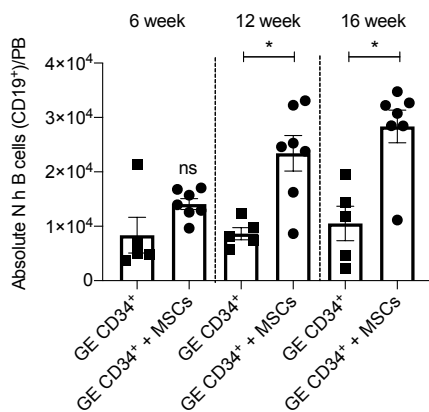 6 week 12 week 16 week
* *
ns
Absolute N h B cells (CD19⁺)/PB
4×10⁴
3×10⁴
2×10⁴
1×10⁴
0
GE CD34⁺
GE CD34⁺ + MSCs
GE CD34⁺
GE CD34⁺ + MSCs
GE CD34⁺
GE CD34⁺ + MSCs